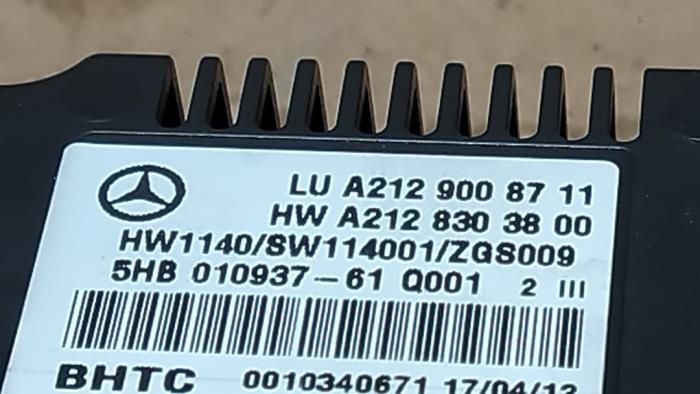 LU A212 900 87 11
HW A212 830 38 00
HW1140/SW114001/ZGS009
5HB 010937-61 Q001 2 III
BHTC 0010340671 17/04/12